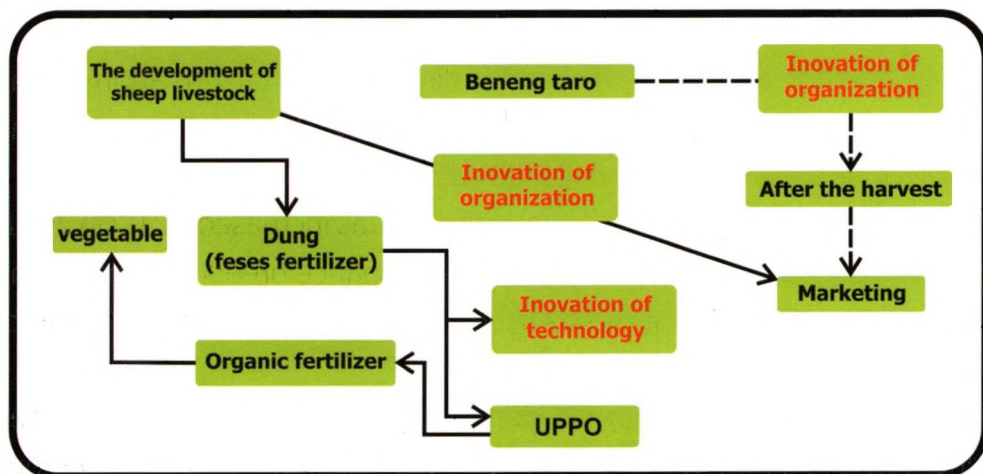 The development of
sheep livestock
Beneng taro
Inovation of
organization
Inovation of
organization
After the harvest
vegetable
Dung
(feses fertilizer)
Marketing
Inovation of
technology
Organic fertilizer
UPPO